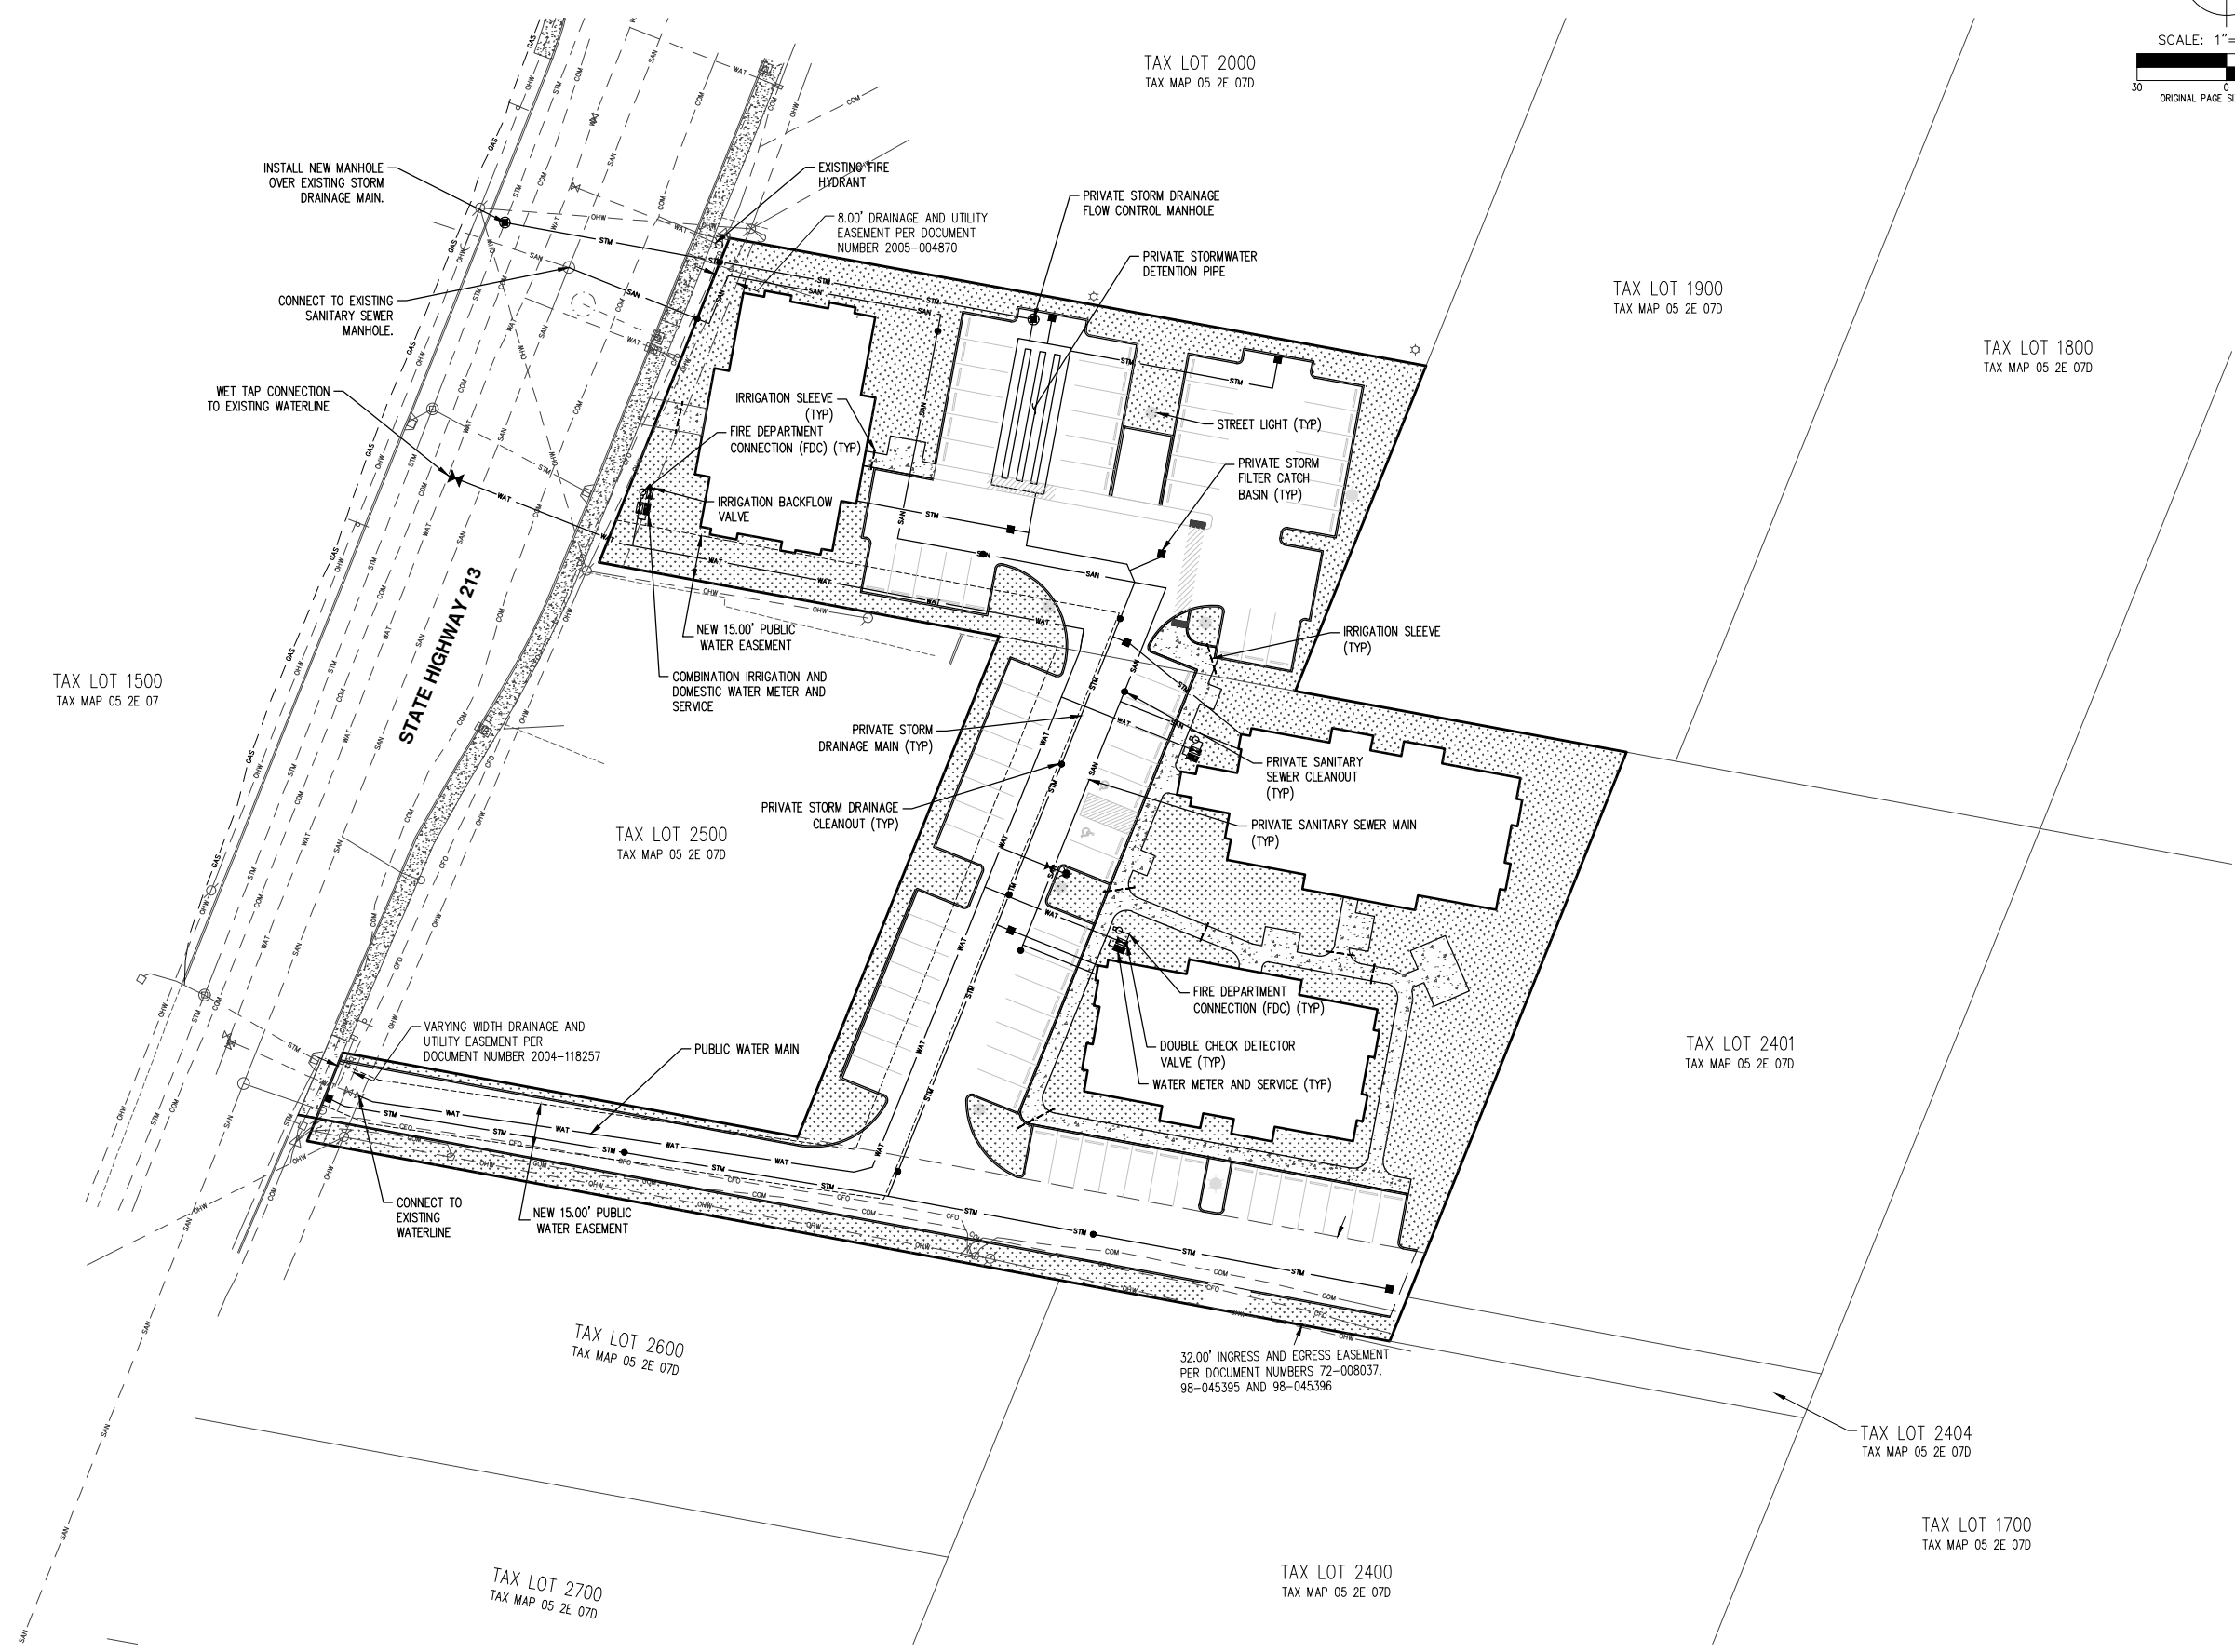 SCALE: 1"=
30 0
ORIGINAL PAGE SI
TAX LOT 2000
TAX MAP 05 2E 07D
INSTALL NEW MANHOLE
OVER EXISTING STORM
DRAINAGE MAIN.
EXISTING FIRE
HYDRANT
8.00' DRAINAGE AND UTILITY
EASEMENT PER DOCUMENT
NUMBER 2005-004870
PRIVATE STORM DRAINAGE
FLOW CONTROL MANHOLE
PRIVATE STORMWATER
DETENTION PIPE
TAX LOT 1900
TAX MAP 05 2E 07D
TAX LOT 1800
TAX MAP 05 2E 07D
CONNECT TO EXISTING
SANITARY SEWER
MANHOLE.
WET TAP CONNECTION
TO EXISTING WATERLINE
IRRIGATION SLEEVE
(TYP)
FIRE DEPARTMENT
CONNECTION (FDC) (TYP)
STREET LIGHT (TYP)
PRIVATE STORM
FILTER CATCH
BASIN (TYP)
IRRIGATION BACKFLOW
VALVE
STATE HIGHWAY 213
NEW 15.00' PUBLIC
WATER EASEMENT
IRRIGATION SLEEVE
(TYP)
COMBINATION IRRIGATION AND
DOMESTIC WATER METER AND
SERVICE
TAX LOT 1500
TAX MAP 05 2E 07
PRIVATE STORM
DRAINAGE MAIN (TYP)
PRIVATE SANITARY
SEWER CLEANOUT
(TYP)
PRIVATE STORM DRAINAGE
CLEANOUT (TYP)
PRIVATE SANITARY SEWER MAIN
(TYP)
TAX LOT 2500
TAX MAP 05 2E 07D
FIRE DEPARTMENT
CONNECTION (FDC) (TYP)
DOUBLE CHECK DETECTOR
VALVE (TYP)
WATER METER AND SERVICE (TYP)
VARYING WIDTH DRAINAGE AND
UTILITY EASEMENT PER
DOCUMENT NUMBER 2004-118257
PUBLIC WATER MAIN
TAX LOT 2401
TAX MAP 05 2E 07D
CONNECT TO
EXISTING
WATERLINE
NEW 15.00' PUBLIC
WATER EASEMENT
TAX LOT 2600
TAX MAP 05 2E 07D
32.00' INGRESS AND EGRESS EASEMENT
PER DOCUMENT NUMBERS 72-008037,
98-045395 AND 98-045396
TAX LOT 2404
TAX MAP 05 2E 07D
TAX LOT 1700
TAX MAP 05 2E 07D
TAX LOT 2700
TAX MAP 05 2E 07D
TAX LOT 2400
TAX MAP 05 2E 07D
GAS
OHW
STM
COM
WAT
SAN
CFO